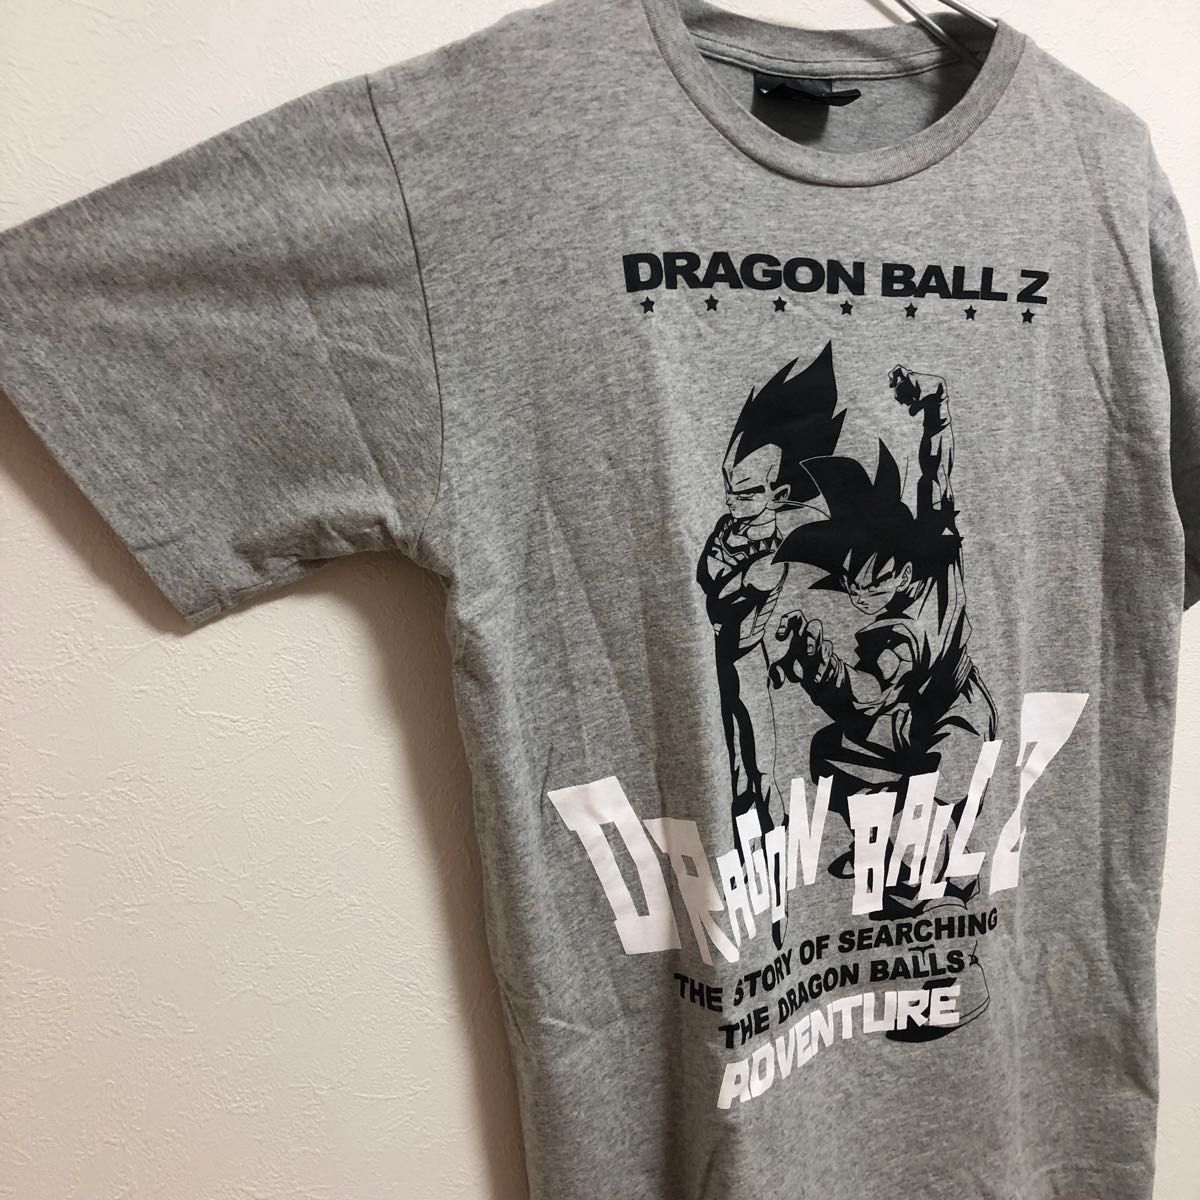 DRAGON BALL Z
DRAGON BALL Z
THE STORY OF SEARCHING
THE DRAGON BALLS
ADVENTURE